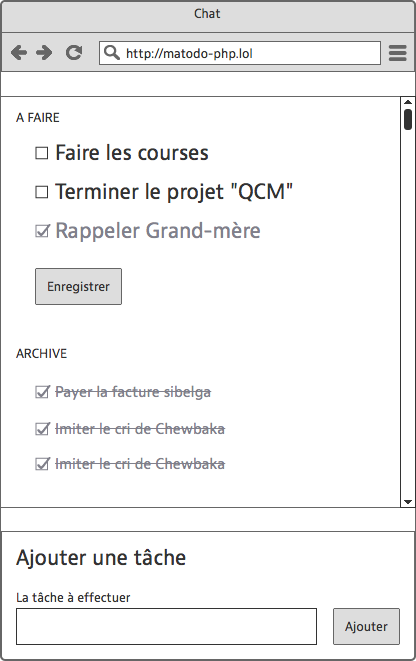 Chat
http://matodo-php.lol
A FAIRE
Faire les courses
Terminer le projet "QCM"
Rappeler Grand-mère
Enregistrer
ARCHIVE
Payer la facture sibelga
Imiter le cri de Chewbaka
Imiter le cri de Chewbaka
Ajouter une tâche
La tâche à effectuer
Ajouter